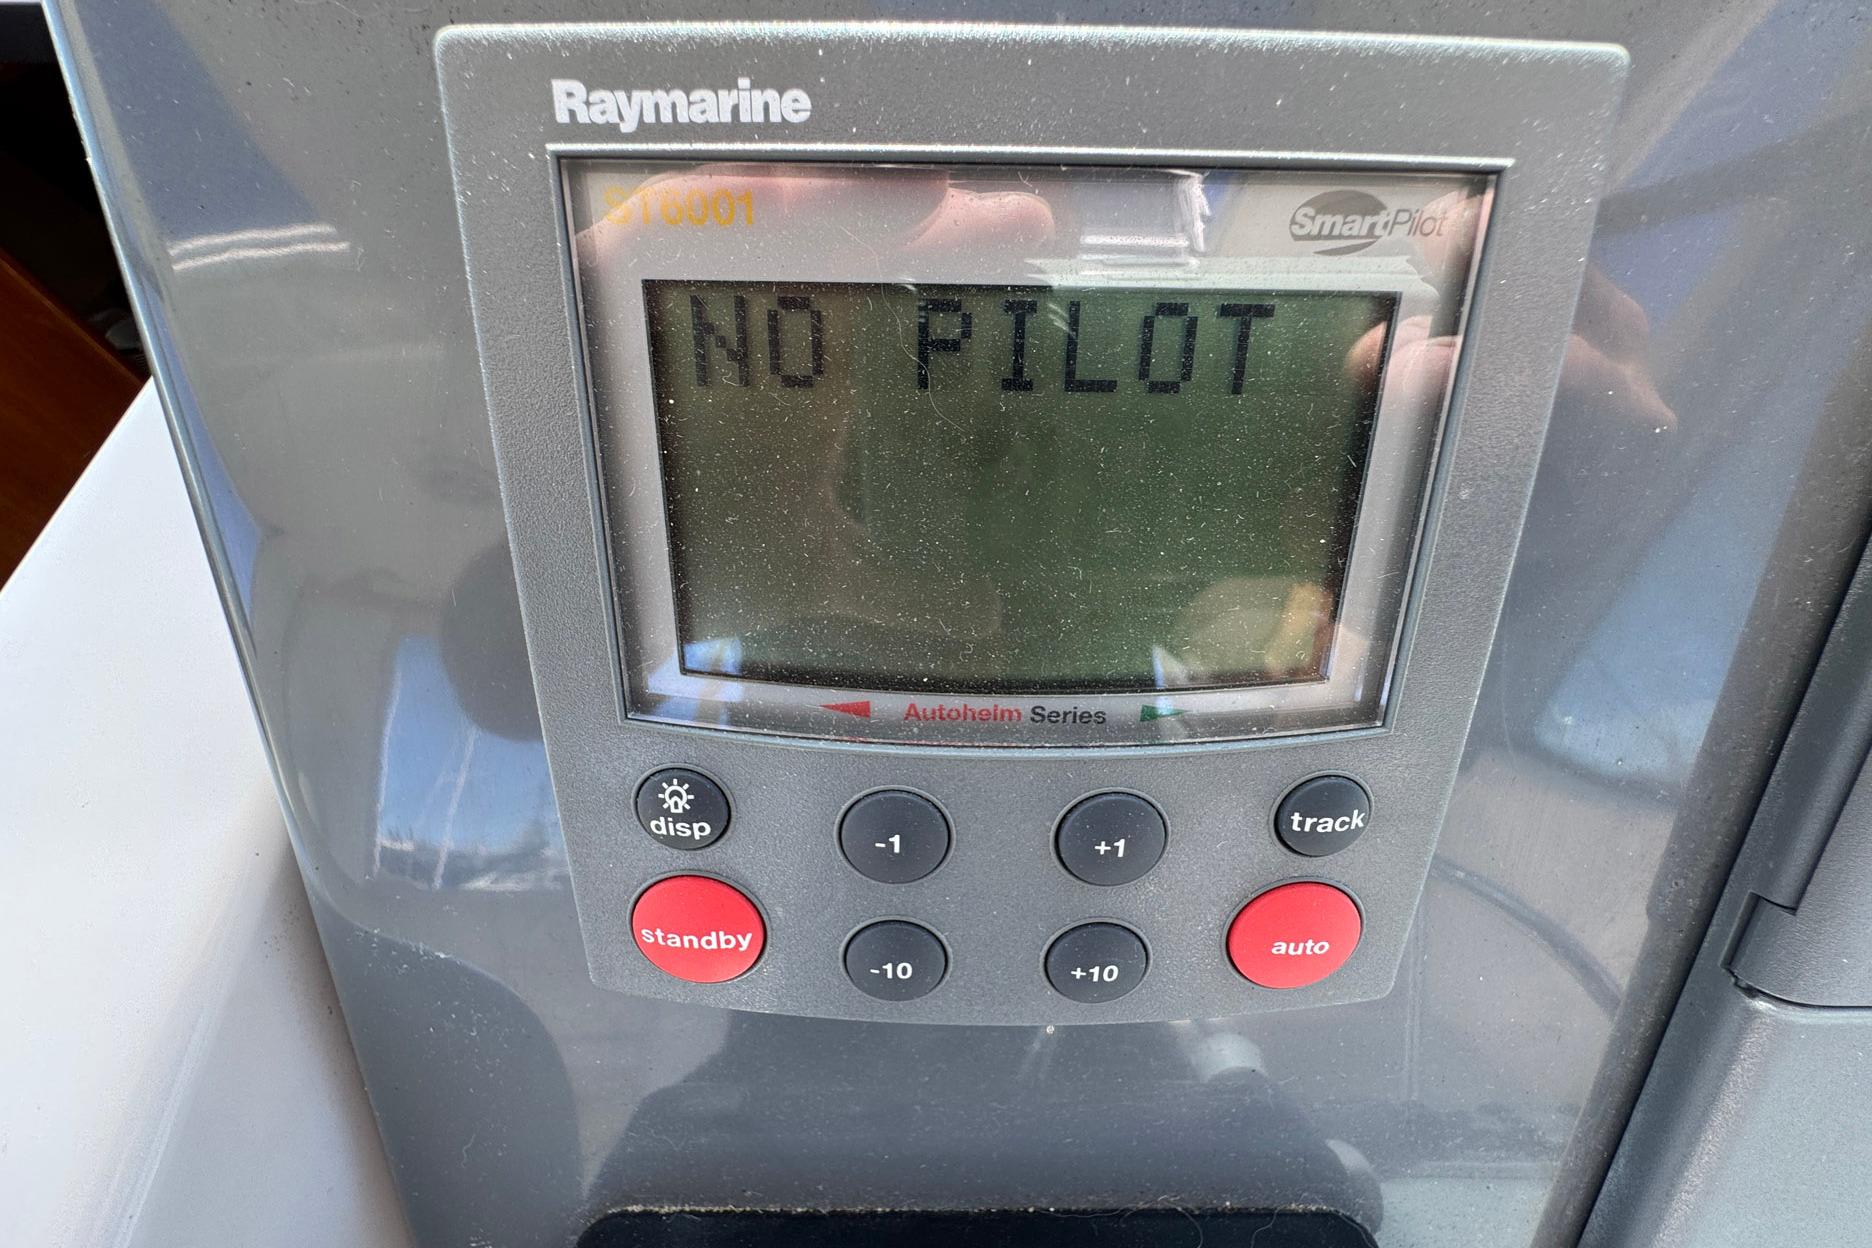 Raymarine
ST6001
SmartPilot
NO PILOT
Autohelm Series
disp
-1
+1
track
standby
-10
+10
auto